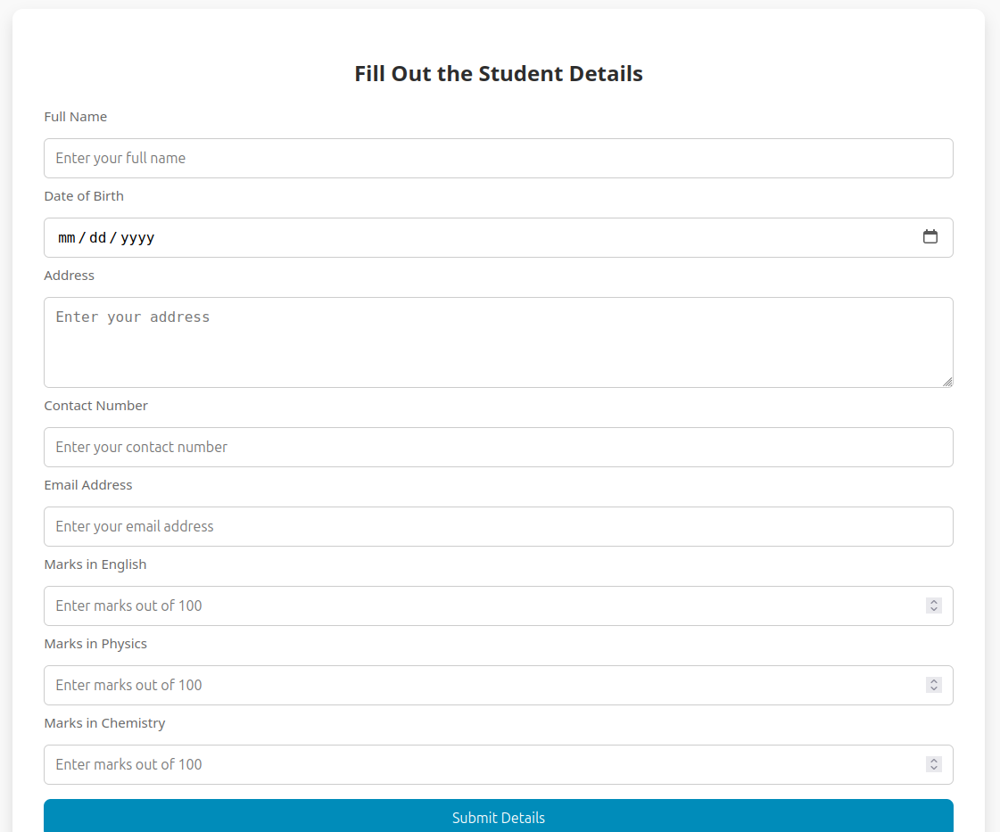 Fill Out the Student Details
Full Name
Enter your full name
Date of Birth
mm/dd/yyyy
Address
Enter your address
Contact Number
Enter your contact number
Email Address
Enter your email address
Marks in English
Enter marks out of 100
Marks in Physics
Enter marks out of 100
Marks in Chemistry
Enter marks out of 100
Submit Details